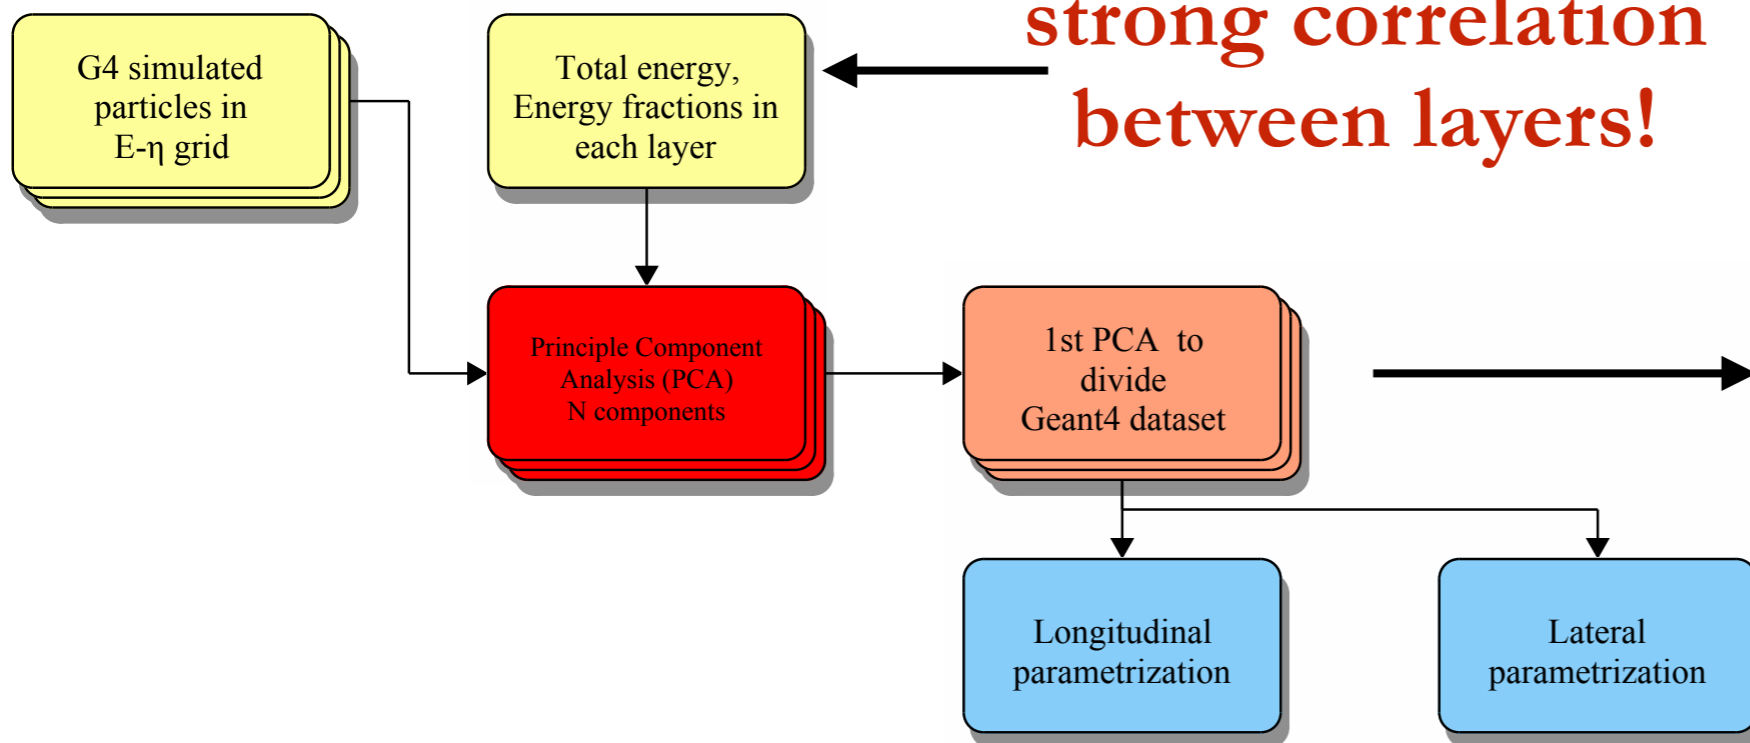 strong correlation
between layers!
G4 simulated
particles in
E-η grid
Total energy,
Energy fractions in
each layer
Principle Component
Analysis (PCA)
N components
1st PCA to
divide
Geant4 dataset
Longitudinal
parametrization
Lateral
parametrization